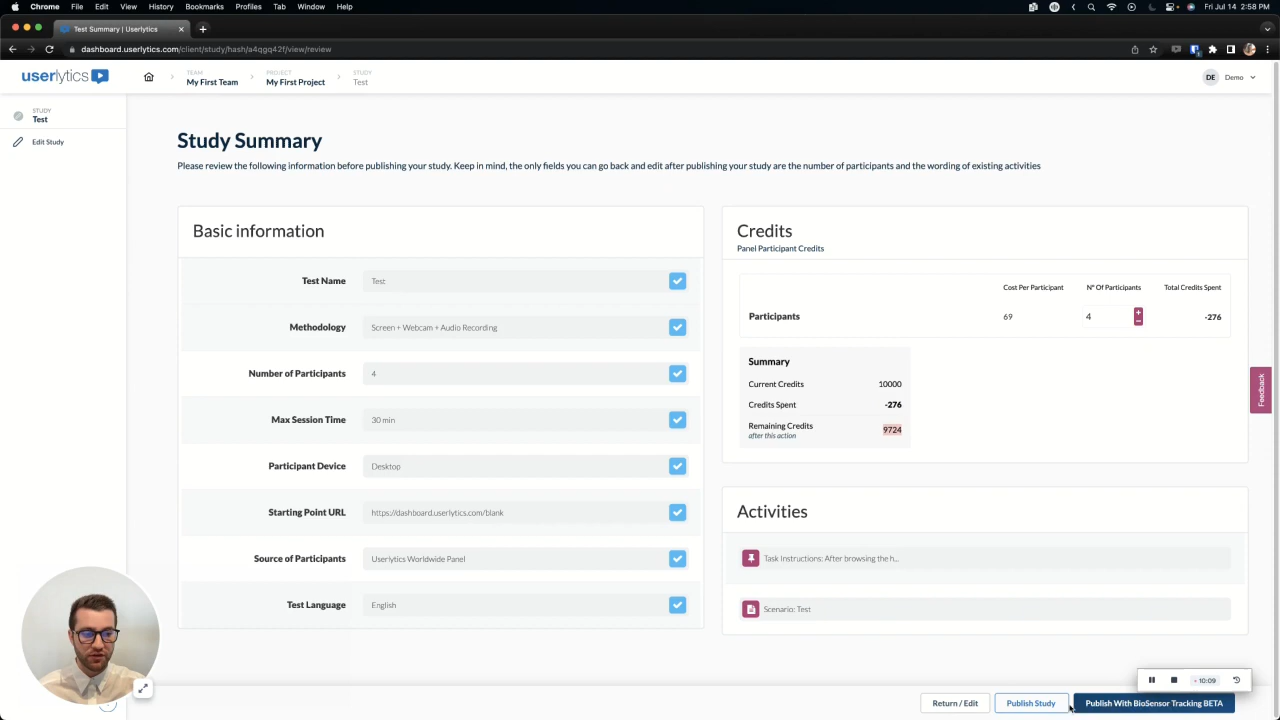 Chrome File Edit View History Bookmarks Profiles Tab Window Help
Fri Jul 14 2:58 PM
Test Summary | Userlytics
dashboard.userlytics.com/client/study/hash/a4qgq42f/view/review
userlytics
TEAM
My First Team
PROJECT
My First Project
STUDY
Test
DE Demo
STUDY
Test
Edit Study
Study Summary
Please review the following information before publishing your study. Keep in mind, the only fields you can go back and edit after publishing your study are the number of participants and the wording of existing activities
Basic information
Test Name Test
Methodology Screen + Webcam + Audio Recording
Number of Participants 4
Max Session Time 30 min
Participant Device Desktop
Starting Point URL https://dashboard.userlytics.com/blank
Source of Participants Userlytics Worldwide Panel
Test Language English
Credits
Panel Participant Credits
Cost Per Participant Nº Of Participants Total Credits Spent
Participants 69 4 -276
Summary
Current Credits 10000
Credits Spent -276
Remaining Credits 9724
after this action
Feedback
Activities
Task Instructions: After browsing the h...
Scenario: Test
- 10:09
Return / Edit
Publish Study
Publish With BioSensor Tracking BETA